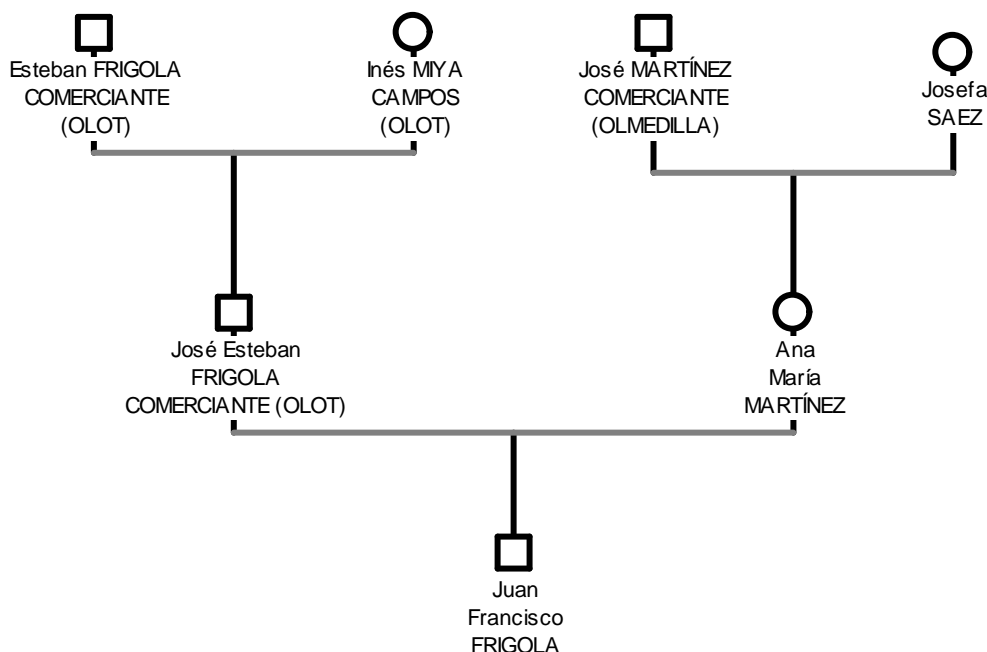 Esteban FRIGOLA
COMERCIANTE
(OLOT)
Inés MIYA
CAMPOS
(OLOT)
José MARTÍNEZ
COMERCIANTE
(OLMEDILLA)
Josefa
SAEZ
José Esteban
FRIGOLA
COMERCIANTE (OLOT)
Ana
María
MARTÍNEZ
Juan
Francisco
FRIGOLA